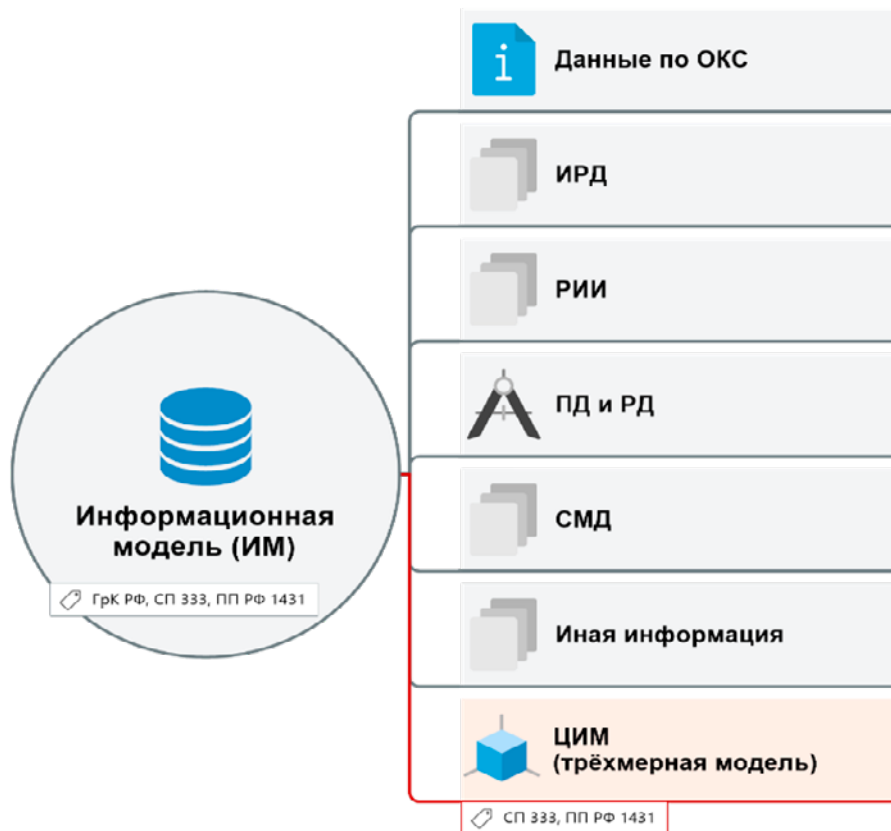 Данные по ОКС
ИРД
РИИ
ПД и РД
Информационная
модель (ИМ)
ГрК РФ, СП 333, ПП РФ 1431
СМД
Иная информация
ЦИМ
(трёхмерная модель)
СП 333, ПП РФ 1431